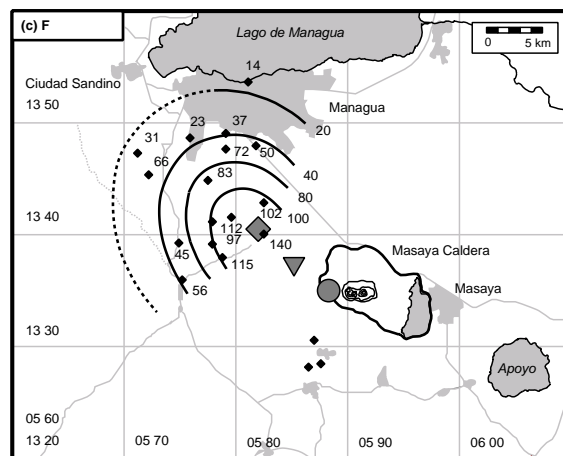 (c) F
Lago de Managua
0 5 km
14
Ciudad Sandino
13 50
Managua
23 37 20
31 72 50
66 83 40
80
102 100
13 40
112
97 140
45 115
Masaya Caldera
56 Masaya
13 30
Apoyo
05 60
13 20 05 70 05 80 05 90 06 00